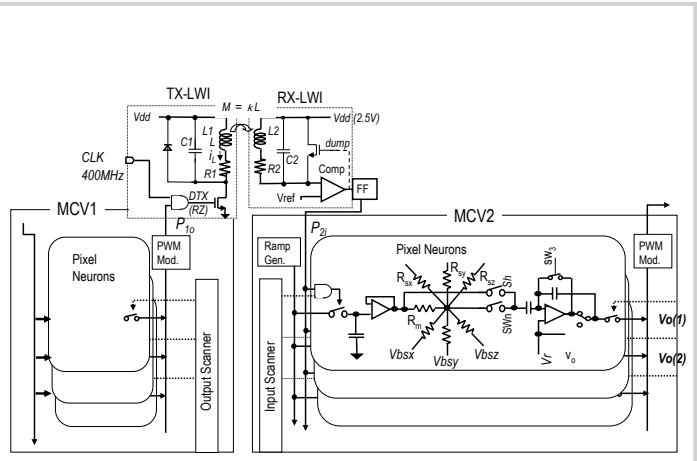 TX-LWI
M = κL
RX-LWI
Vdd
Vdd (2.5V)
C1
L1
L
iL
R1
L2
R2
C2
dump
Comp
Vref
FF
CLK
400MHz
DTX
(RZ)
MCV1
P1o
Pixel
Neurons
PWM
Mod.
Output Scanner
MCV2
P2i
Ramp
Gen.
Input Scanner
Pixel Neurons
Rsx
Rsy
Rsz
Rm
Vbsx
Vbsy
Vbsz
Sh
SWn
sw3
Vr
vo
PWM
Mod.
Vo(1)
Vo(2)